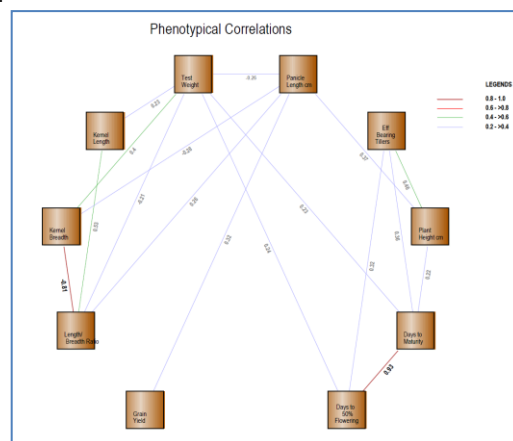 Phenotypical Correlations
Test
Weight
Panicle
Length cm
-0.20
LEGENDS
0.8 - 1.0
0.6 - >0.8
0.4 - >0.6
0.2 - >0.4
Kernel
Length
0.23
Eff
Bearing
Tillers
0.4
-0.28
0.37
0.46
Kernel
Breadth
0.53
-0.21
0.26
0.23
0.36
Plant
Height cm
-0.81
0.32
0.24
0.32
0.22
Length/
Breadth Ratio
Days to
Maturity
0.93
Grain
Yield
Days to
50%
Flowering